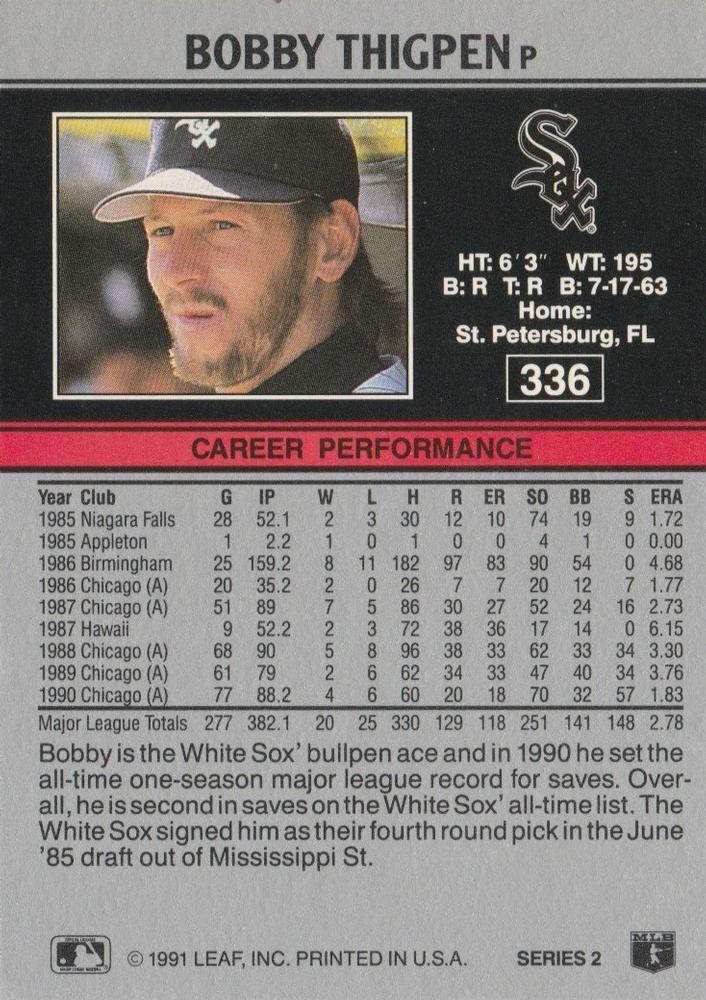 BOBBY THIGPEN P
Sox
HT: 6'3" WT: 195
B: R T: R B: 7-17-63
Home:
St. Petersburg, FL
336
CAREER PERFORMANCE
Year Club G IP W L H R ER SO BB S ERA
1985 Niagara Falls 28 52.1 2 3 30 12 10 74 19 9 1.72
1985 Appleton 1 2.2 1 0 1 0 0 4 1 0 0.00
1986 Birmingham 25 159.2 8 11 182 97 83 90 54 0 4.68
1986 Chicago (A) 20 35.2 2 0 26 7 7 20 12 7 1.77
1987 Chicago (A) 51 89 7 5 86 30 27 52 24 16 2.73
1987 Hawaii 9 52.2 2 3 72 38 36 17 14 0 6.15
1988 Chicago (A) 68 90 5 8 96 38 33 62 33 34 3.30
1989 Chicago (A) 61 79 2 6 62 34 33 47 40 34 3.76
1990 Chicago (A) 77 88.2 4 6 60 20 18 70 32 57 1.83
Major League Totals 277 382.1 20 25 330 129 118 251 141 148 2.78
Bobby is the White Sox' bullpen ace and in 1990 he set the
all-time one-season major league record for saves. Over-
all, he is second in saves on the White Sox' all-time list. The
White Sox signed him as their fourth round pick in the June
'85 draft out of Mississippi St.
© 1991 LEAF, INC. PRINTED IN U.S.A. SERIES 2
MLB